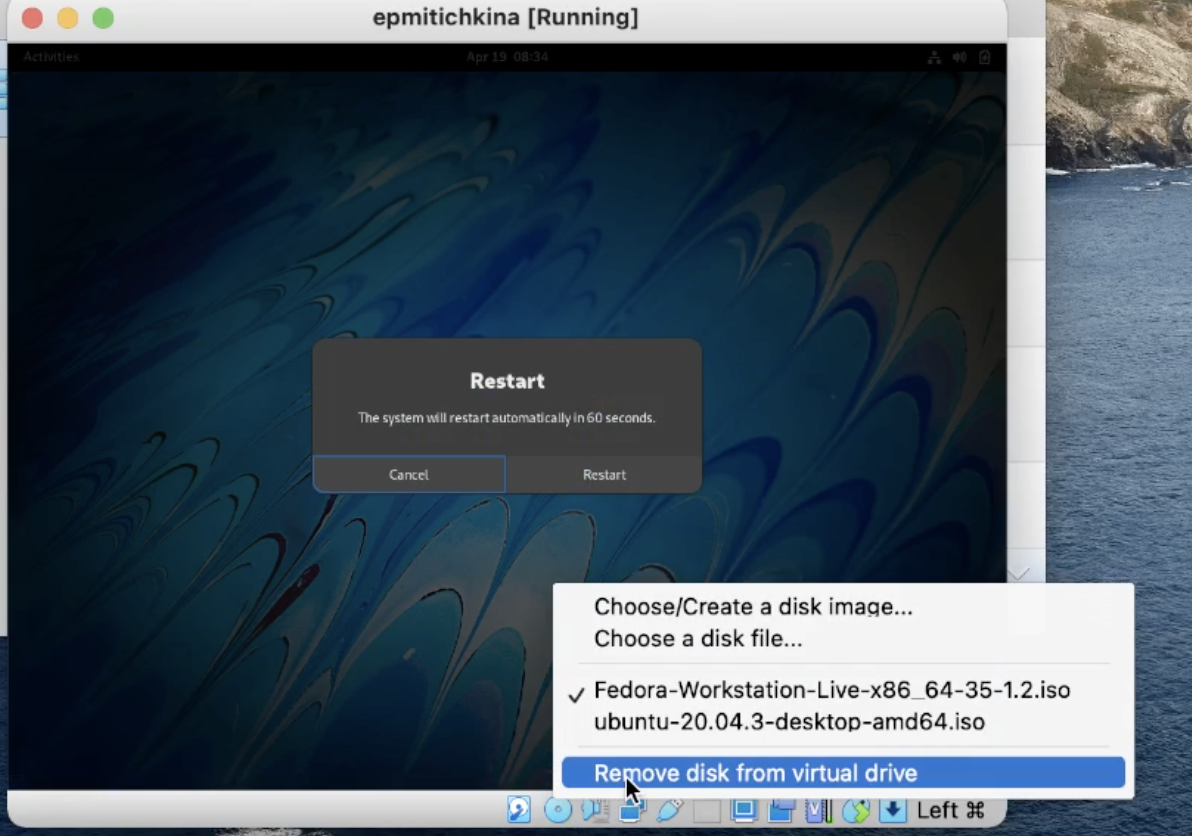 epmitichkina [Running]
Activities
Apr 19 08:34
Restart
The system will restart automatically in 60 seconds.
Cancel
Restart
Choose/Create a disk image...
Choose a disk file...
Fedora-Workstation-Live-x86_64-35-1.2.iso
ubuntu-20.04.3-desktop-amd64.iso
Remove disk from virtual drive
Left ⌘